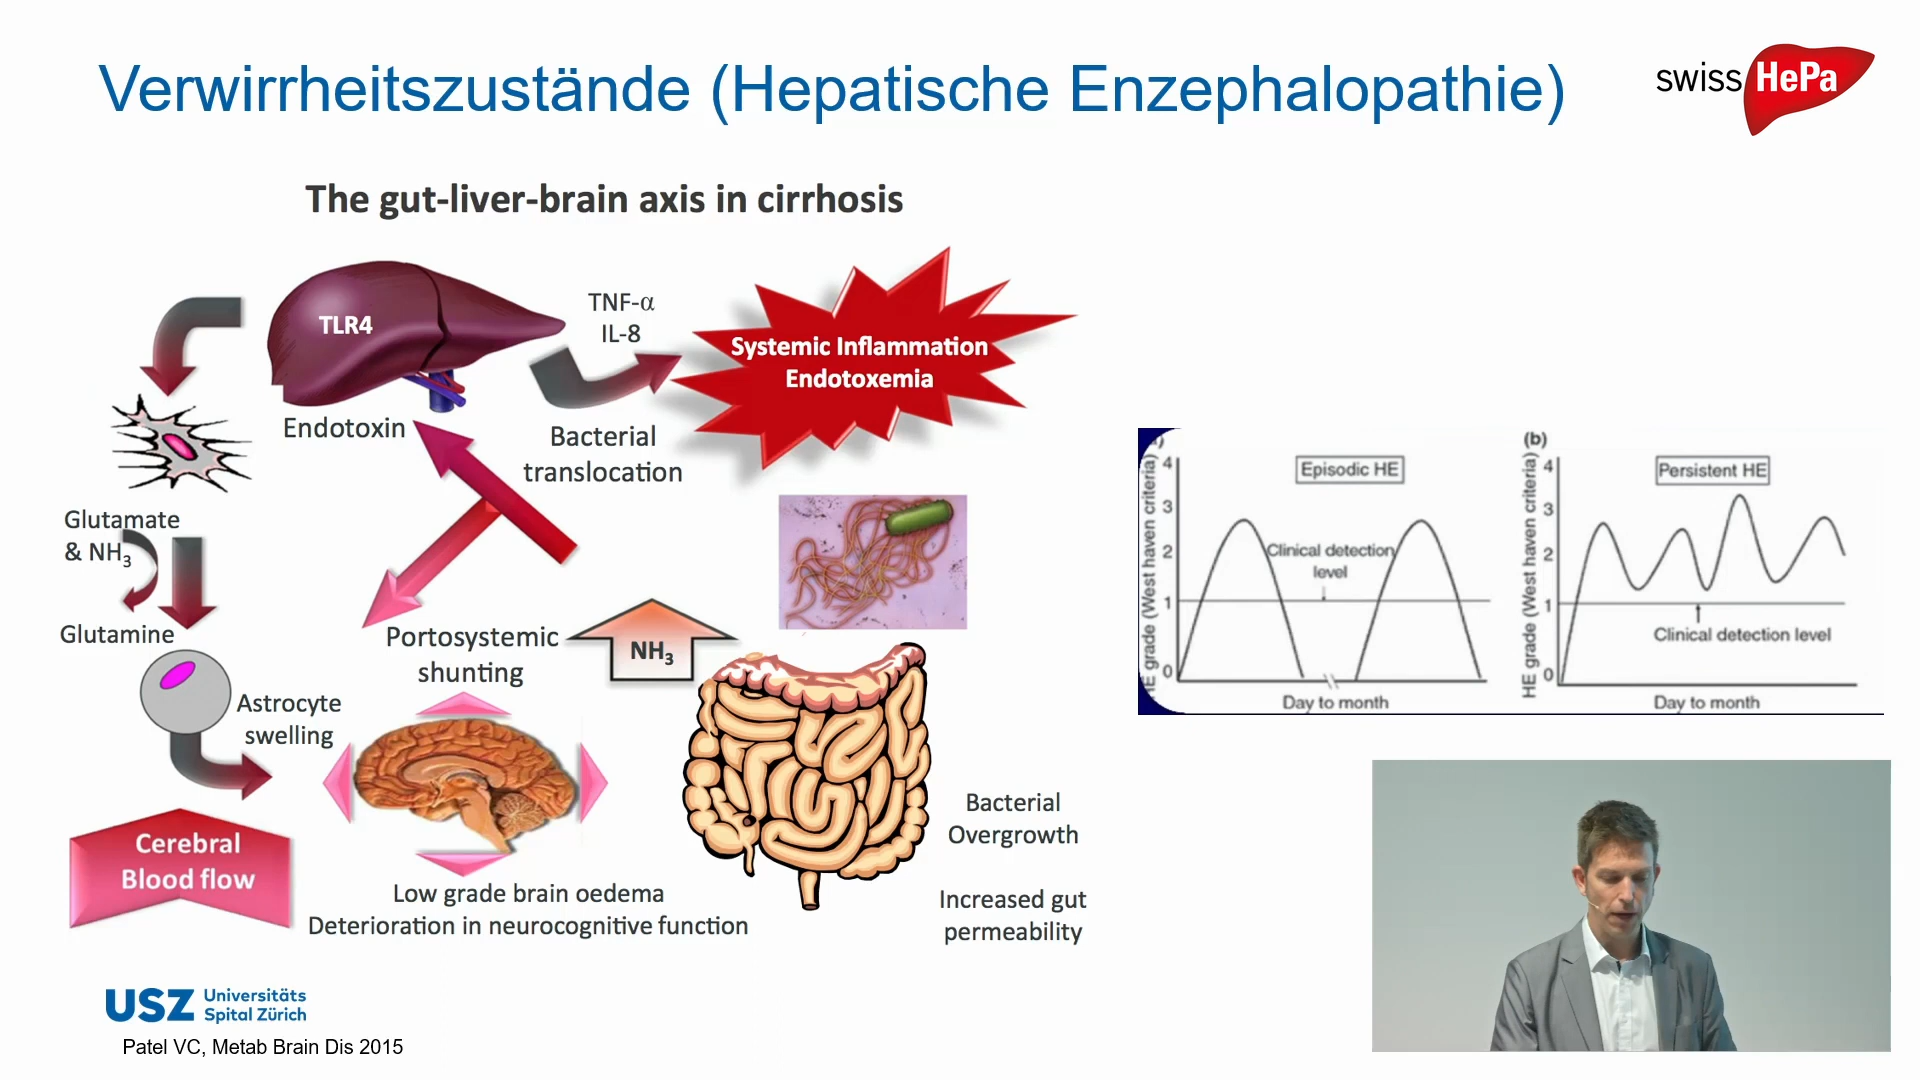 Verwirrheitszustände (Hepatische Enzephalopathie)
swiss HePa
The gut-liver-brain axis in cirrhosis
TLR4
TNF-α
IL-8
Systemic Inflammation
Endotoxemia
Endotoxin
Bacterial
translocation
Glutamate
& NH3
Glutamine
Portosystemic
shunting
NH3
Astrocyte
swelling
Cerebral
Blood flow
Low grade brain oedema
Deterioration in neurocognitive function
Bacterial
Overgrowth
Increased gut
permeability
HE grade (West haven criteria)
4
3
2
1
0
Episodic HE
Clinical detection
level
Day to month
(b)
HE grade (West haven criteria)
4
3
2
1
0
Persistent HE
Clinical detection level
Day to month
USZ Universitäts
Spital Zürich
Patel VC, Metab Brain Dis 2015